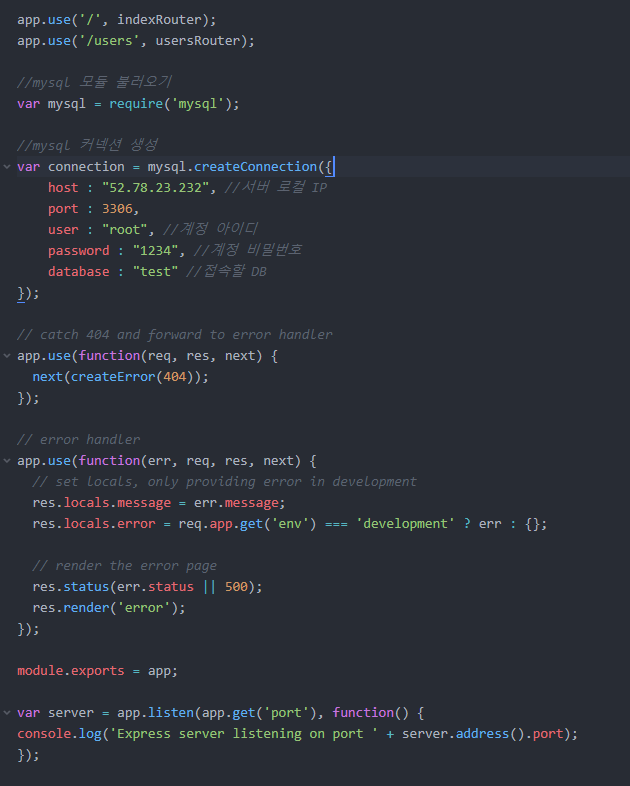 app.use('/', indexRouter);
app.use('/users', usersRouter);
//mysql 모듈 불러오기
var mysql = require('mysql');
//mysql 커넥션 생성
var connection = mysql.createConnection({
host : "52.78.23.232", //서버 로컬 IP
port : 3306,
user : "root", //계정 아이디
password : "1234", //계정 비밀번호
database : "test" //접속할 DB
});
// catch 404 and forward to error handler
app.use(function(req, res, next) {
next(createError(404));
});
// error handler
app.use(function(err, req, res, next) {
// set locals, only providing error in development
res.locals.message = err.message;
res.locals.error = req.app.get('env') === 'development' ? err : {};
// render the error page
res.status(err.status || 500);
res.render('error');
});
module.exports = app;
var server = app.listen(app.get('port'), function() {
console.log('Express server listening on port ' + server.address().port);
});